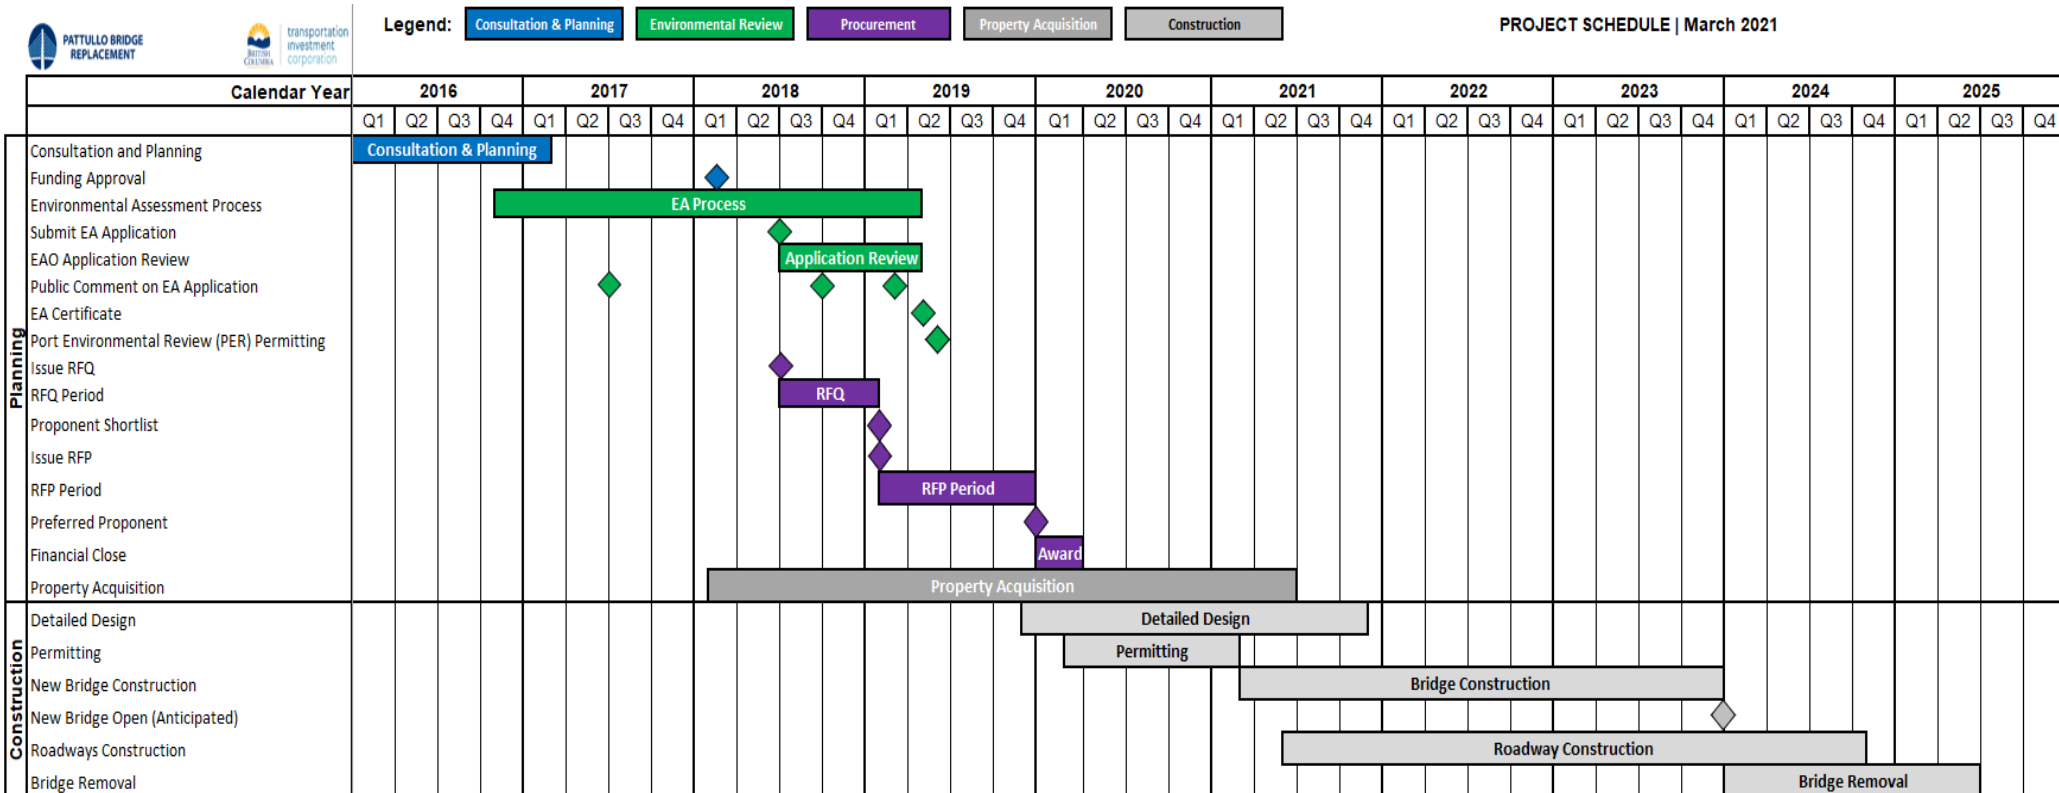 PATTULLO BRIDGE
REPLACEMENT
BRITISH
COLUMBIA
transportation
investment
corporation
Legend: Consultation & Planning Environmental Review Procurement Property Acquisition Construction
PROJECT SCHEDULE | March 2021
Calendar Year 2016 2017 2018 2019 2020 2021 2022 2023 2024 2025
Q1 Q2 Q3 Q4 Q1 Q2 Q3 Q4 Q1 Q2 Q3 Q4 Q1 Q2 Q3 Q4 Q1 Q2 Q3 Q4 Q1 Q2 Q3 Q4 Q1 Q2 Q3 Q4 Q1 Q2 Q3 Q4 Q1 Q2 Q3 Q4 Q1 Q2 Q3 Q4
Planning
Consultation and Planning Consultation & Planning
Funding Approval
Environmental Assessment Process EA Process
Submit EA Application
EAO Application Review Application Review
Public Comment on EA Application
EA Certificate
Port Environmental Review (PER) Permitting
Issue RFQ
RFQ Period RFQ
Proponent Shortlist
Issue RFP
RFP Period RFP Period
Preferred Proponent
Financial Close Award
Property Acquisition Property Acquisition
Construction
Detailed Design Detailed Design
Permitting Permitting
New Bridge Construction Bridge Construction
New Bridge Open (Anticipated)
Roadways Construction Roadway Construction
Bridge Removal Bridge Removal